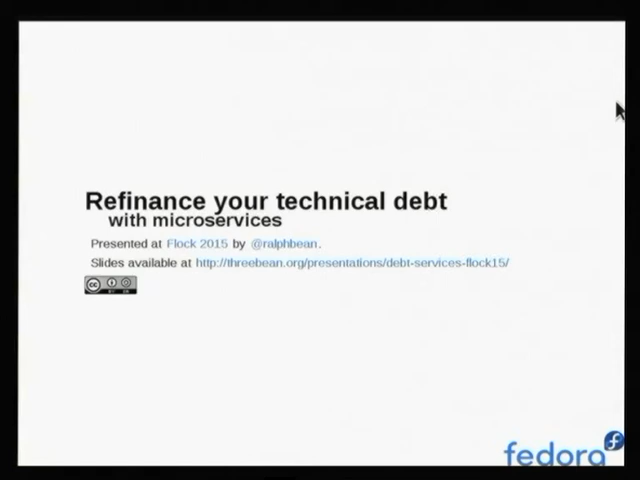 Refinance your technical debt
with microservices
Presented at Flock 2015 by @ralphbean.
Slides available at http://threebean.org/presentations/debt-services-flock15/
cc
fedora